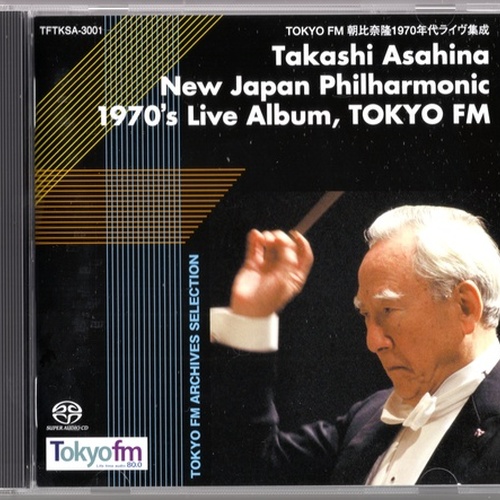 TFTKSA-3001
TOKYO FM 朝比奈隆1970年代ライヴ集成
Takashi Asahina
New Japan Philharmonic
1970's Live Album, TOKYO FM
TOKYO FM ARCHIVES SELECTION
SUPER AUDIO CD
Tokyofm
80.0